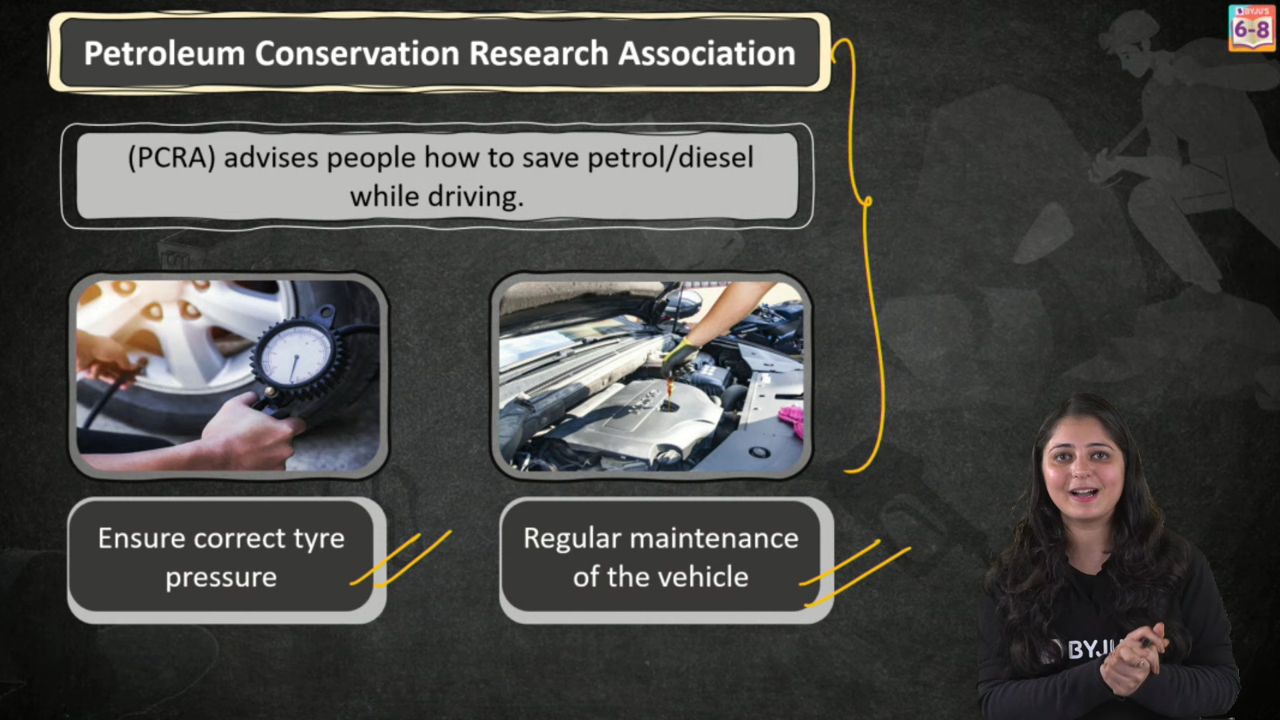 Petroleum Conservation Research Association
BYJU'S
6-8
(PCRA) advises people how to save petrol/diesel
while driving.
Ensure correct tyre
pressure
Regular maintenance
of the vehicle